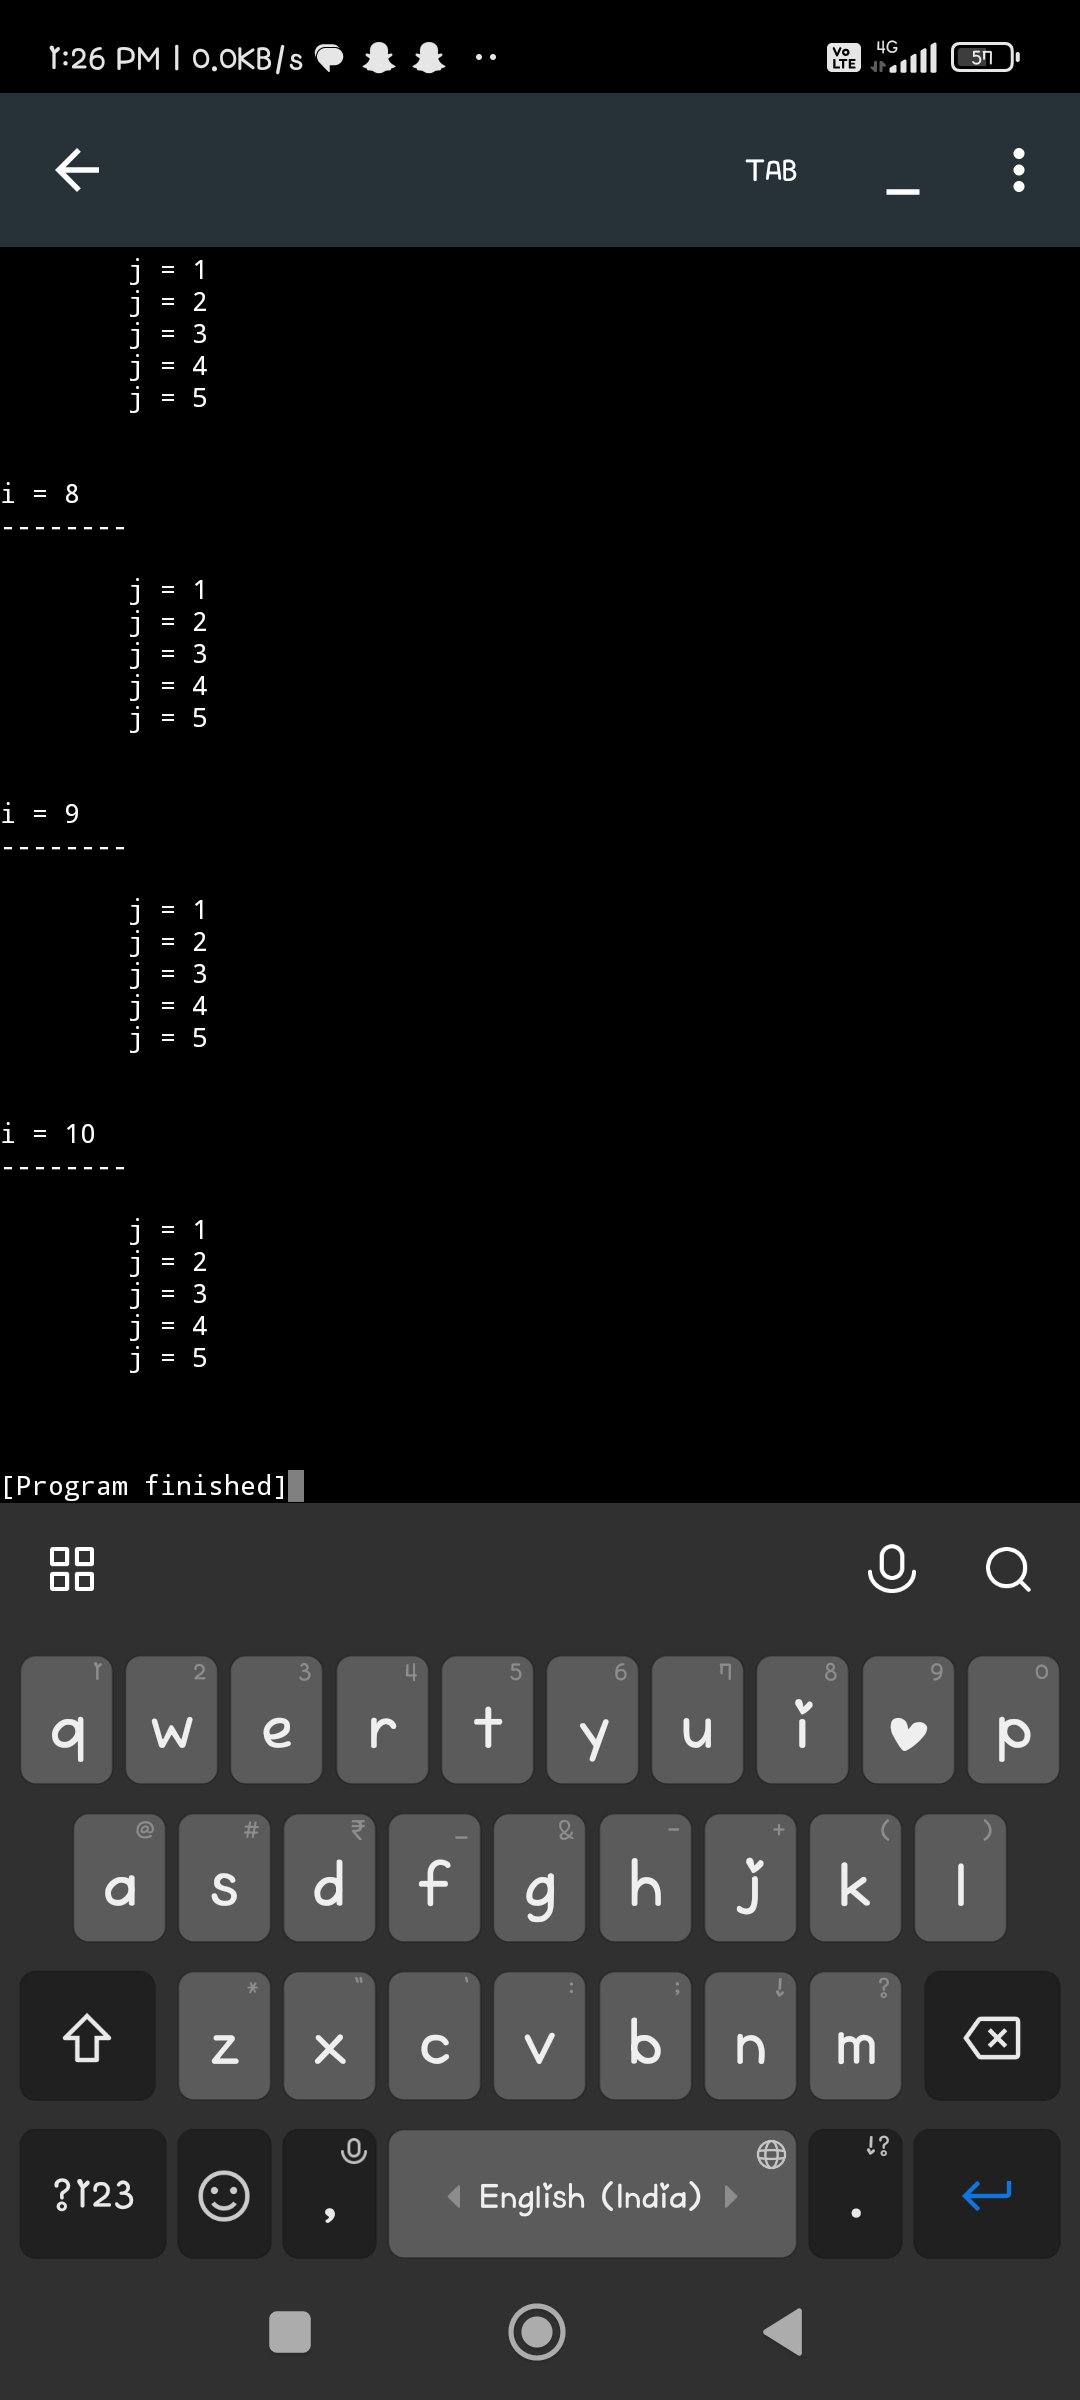 1:26 PM | 0.0KB/s
Vo LTE 4G 57
TAB _
j = 1
j = 2
j = 3
j = 4
j = 5
i = 8
--------
j = 1
j = 2
j = 3
j = 4
j = 5
i = 9
--------
j = 1
j = 2
j = 3
j = 4
j = 5
i = 10
--------
j = 1
j = 2
j = 3
j = 4
j = 5
[Program finished]
1 2 3 4 5 6 7 8 9 0
q w e r t y u i p
@ # ₹ _ & - + ( )
a s d f g h j k l
* " ' : ; ! ?
z x c v b n m
!?
?123 , English (India) .